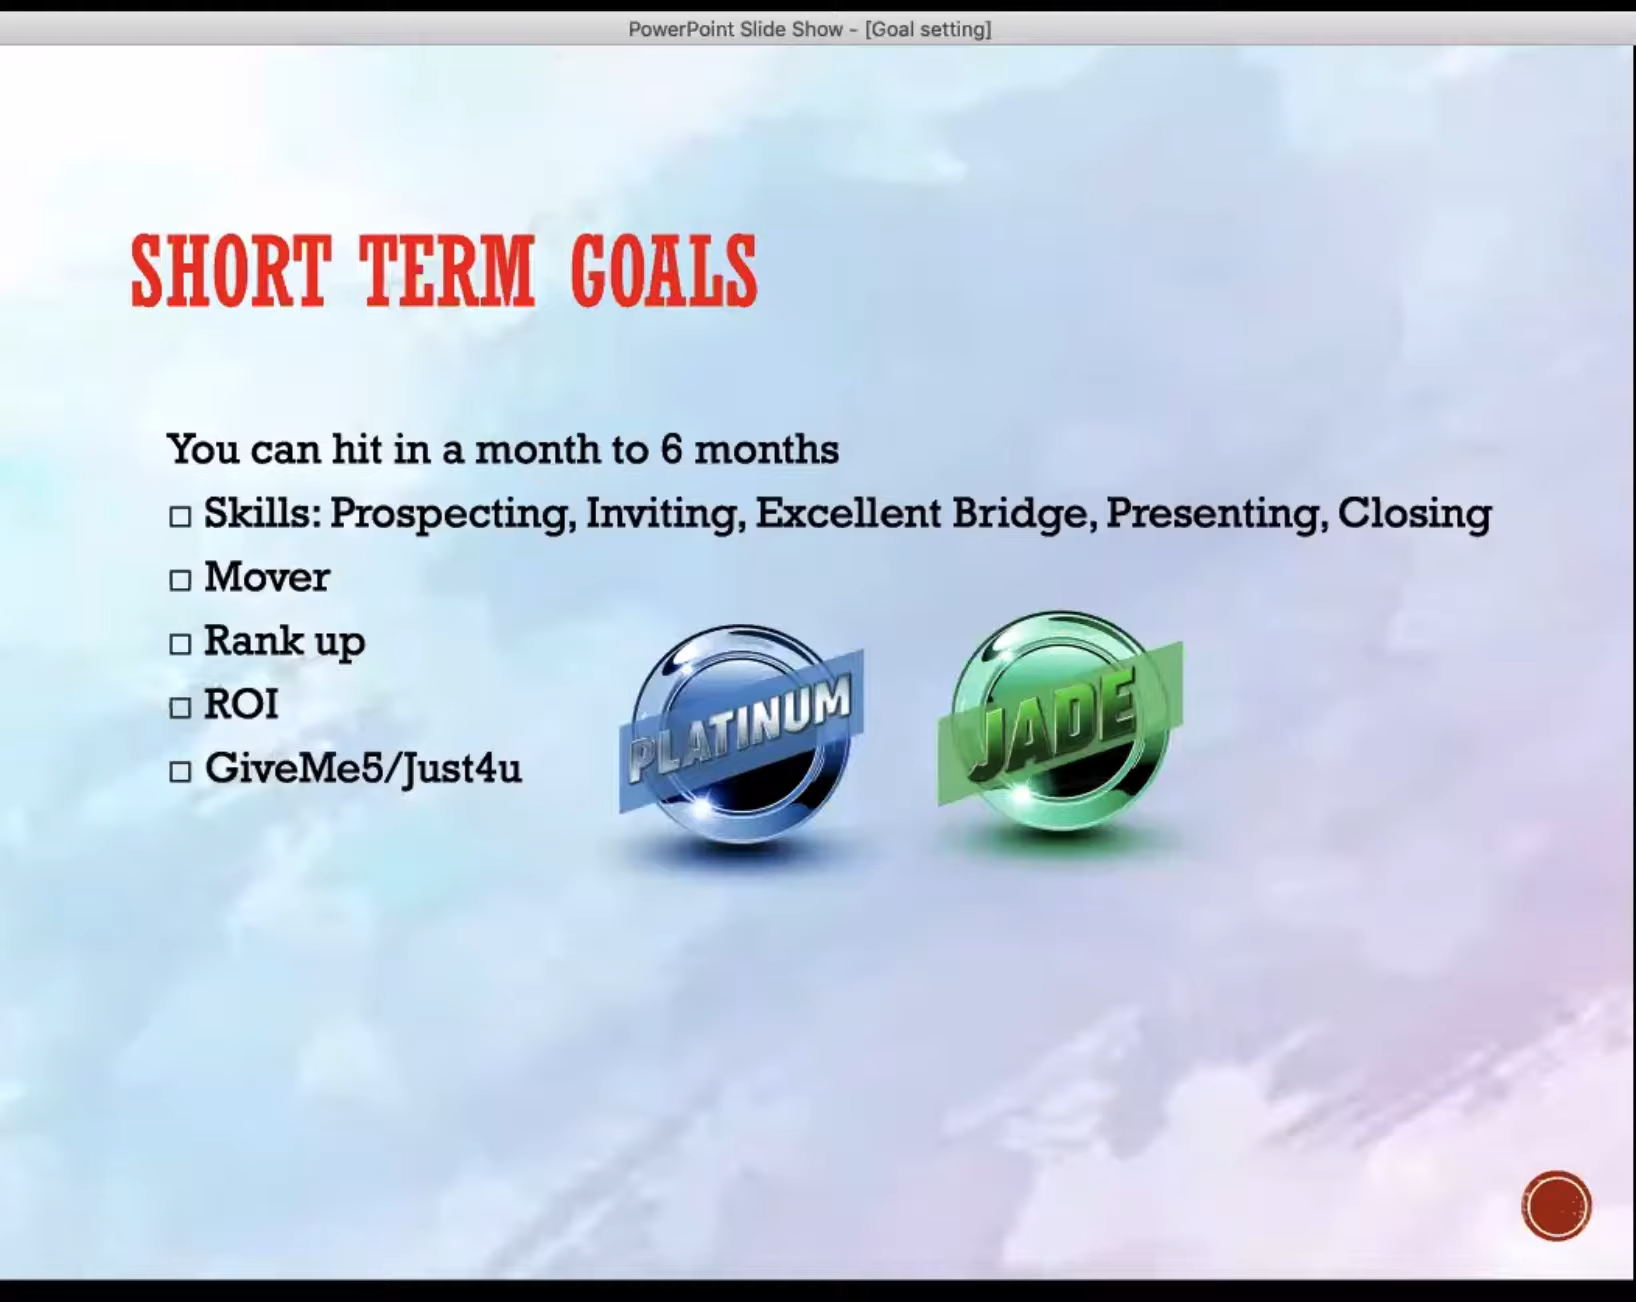 PowerPoint Slide Show - [Goal setting]
SHORT TERM GOALS
You can hit in a month to 6 months
Skills: Prospecting, Inviting, Excellent Bridge, Presenting, Closing
Mover
Rank up
ROI
GiveMe5/Just4u
PLATINUM
JADE